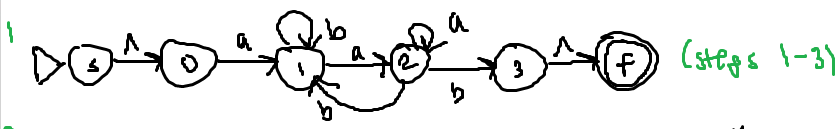 1
s Λ 0 a 1 b a 2 a b b 3 Λ f (steps 1-3)